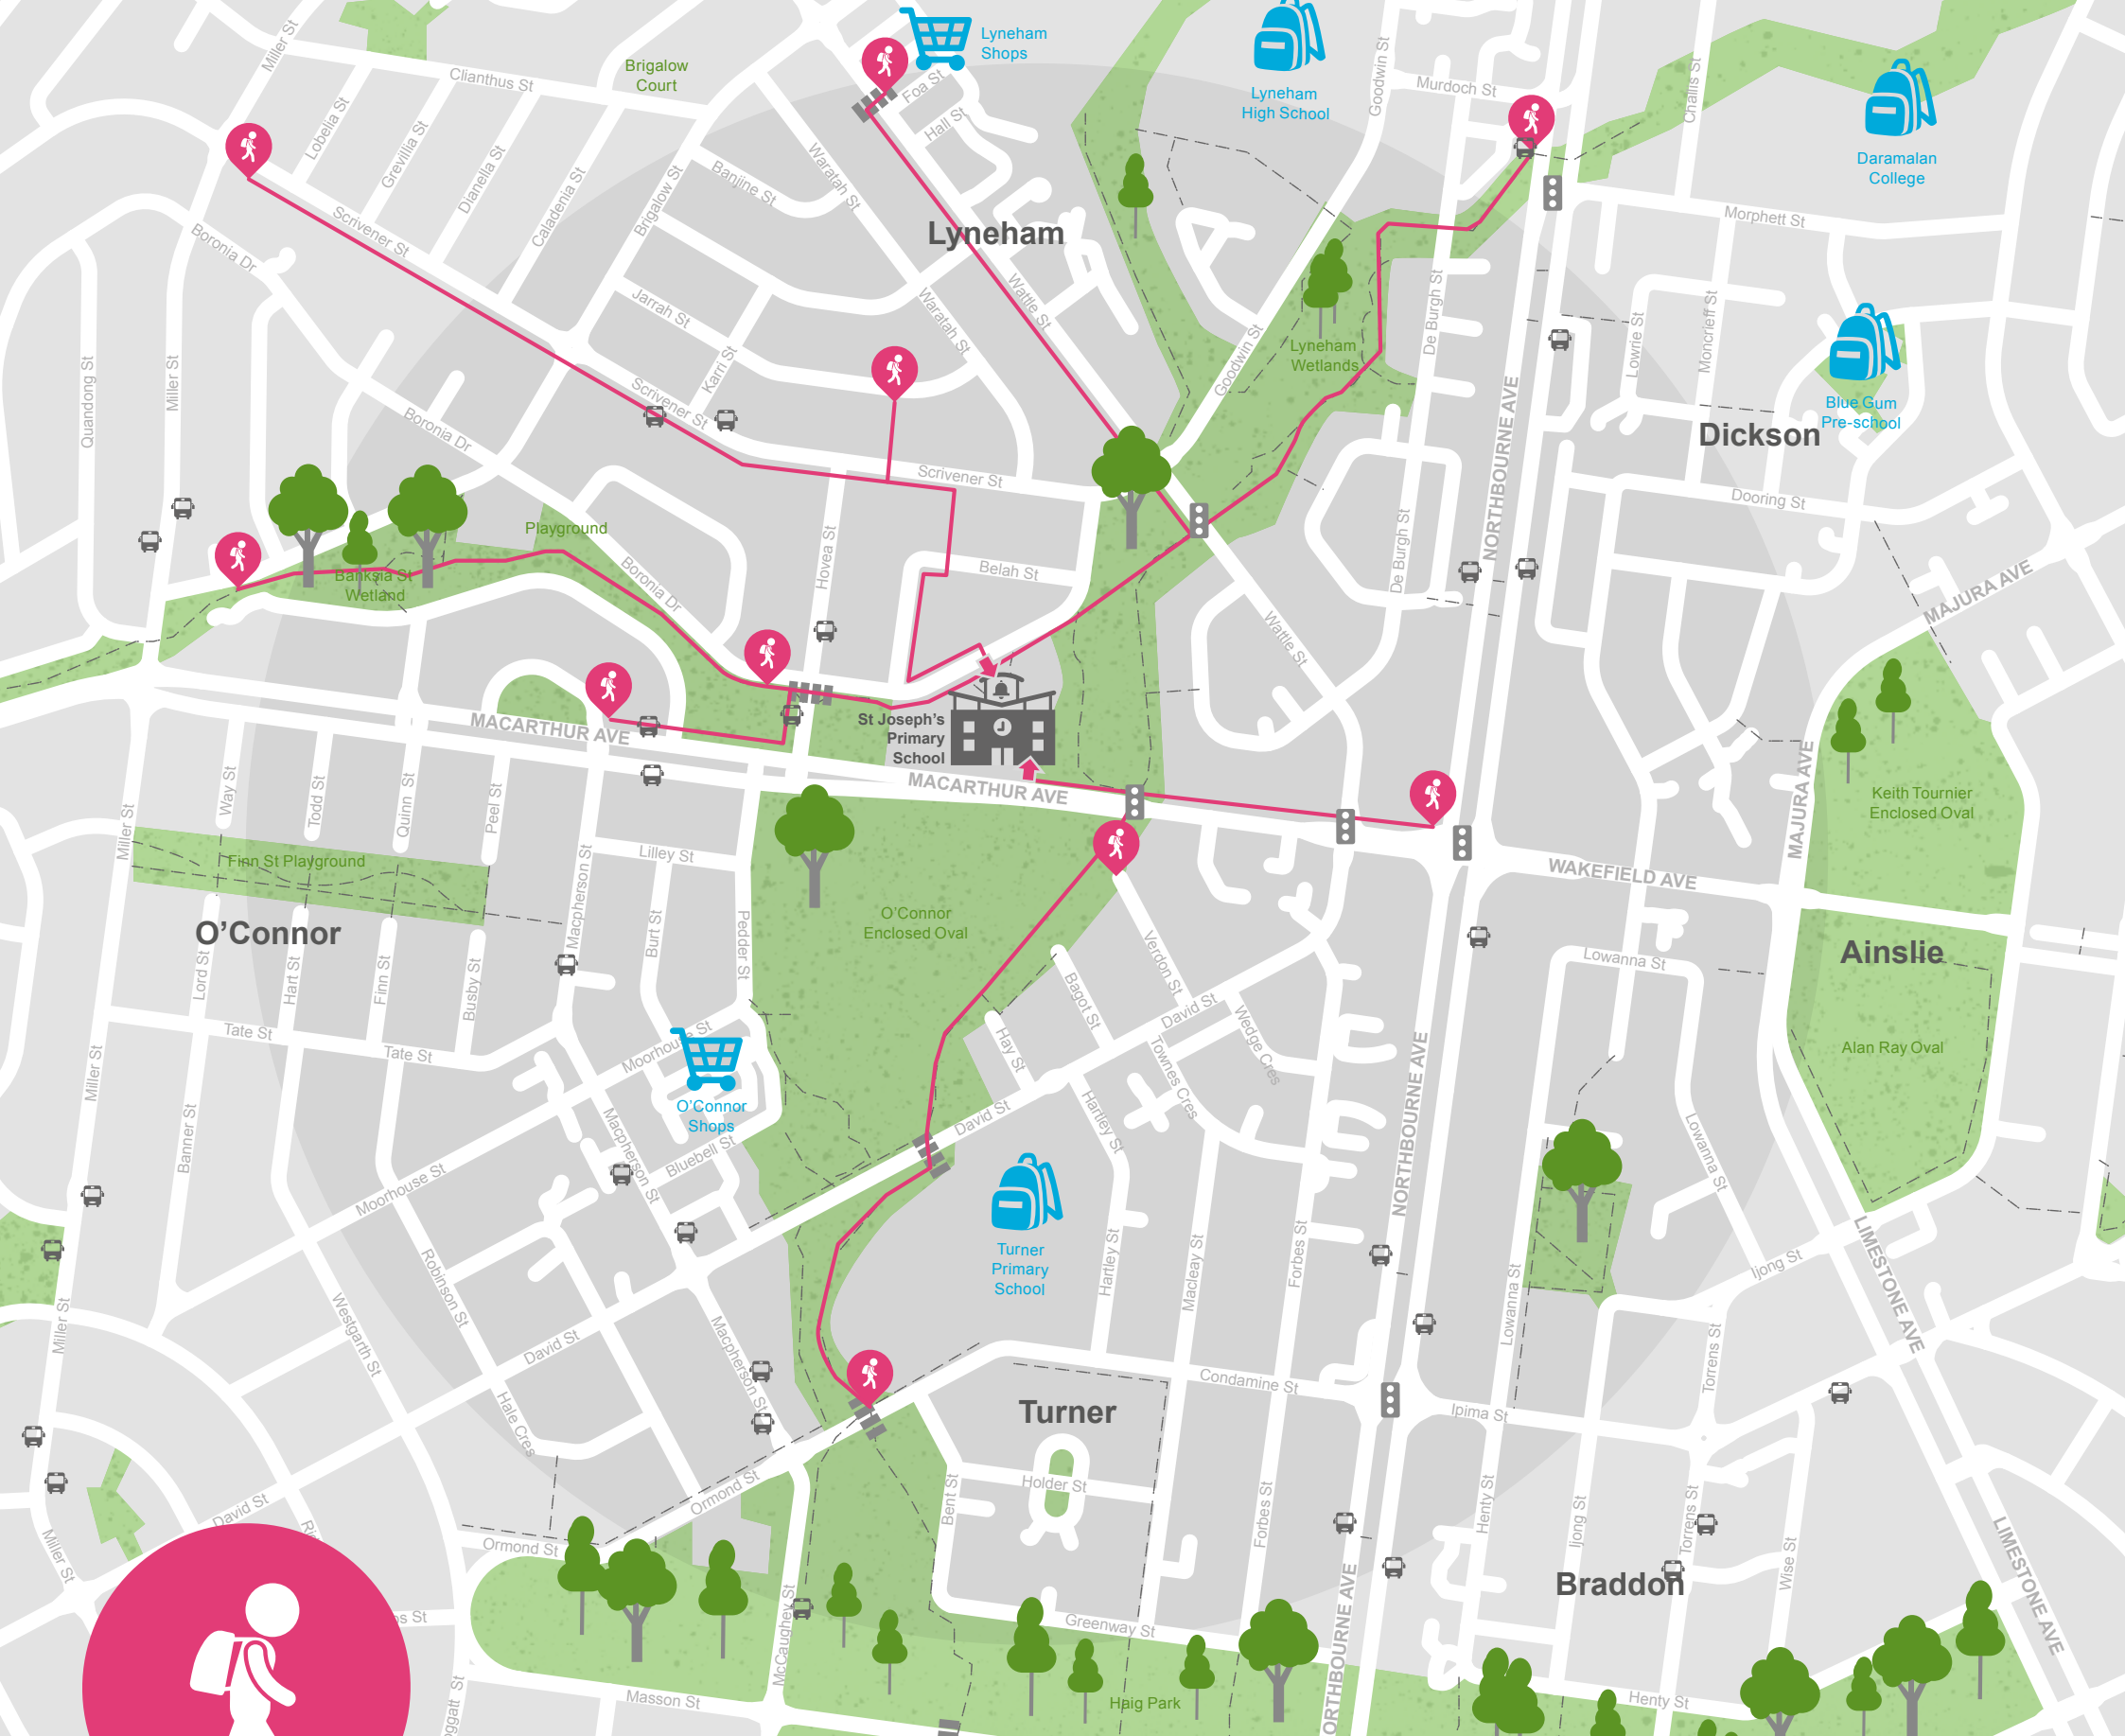 Miller St
Clianthus St
Brigalow
Court
Lyneham
Shops
Foa St
Hall St
Lyneham
High School
Goodwin St
Murdoch St
Challis St
Daramalan
College
Lobelia St
Grevillia St
Dianella St
Caladenia St
Brigalow St
Banjine St
Waratah St
Scrivener St
Boronia Dr
Lyneham
Morphett St
Wattle St
Waratah St
Jarrah St
Karri St
De Burgh St
Lowrie St
Moncrieff St
Goodwin St
Lyneham
Wetlands
Quandong St
Miller St
Scrivener St
Boronia Dr
NORTHBOURNE AVE
Blue Gum
Pre-school
Dickson
Scrivener St
Dooring St
Playground
Hovea St
Belah St
De Burgh St
Banksia St
Wetland
Boronia Dr
MAJURA AVE
Wattle St
MACARTHUR AVE
St Joseph's
Primary
School
MACARTHUR AVE
Way St
Todd St
Quinn St
Peel St
Miller St
MAJURA AVE
Keith Tournier
Enclosed Oval
Finn St Playground
Lilley St
WAKEFIELD AVE
O'Connor
Macpherson St
Burt St
Pedder St
O'Connor
Enclosed Oval
Verdon St
Ainslie
Lord St
Hart St
Finn St
Busby St
Bagot St
David St
Lowanna St
Tate St
Tate St
Moorhouse St
Hay St
Townes Cres
Wedge Cres
Alan Ray Oval
Miller St
O'Connor
Shops
David St
Hartley St
NORTHBOURNE AVE
Banner St
Macpherson St
Bluebell St
Lowanna St
Moorhouse St
Turner
Primary
School
Hartley St
Macleay St
Forbes St
Robinson St
Ijong St
LIMESTONE AVE
Miller St
Westgarth St
David St
Macpherson St
Lowanna St
Torrens St
Condamine St
Ipima St
Hale Cres
Turner
Ormond St
Holder St
Bent St
Forbes St
Henty St
Ijong St
Torrens St
Wise St
David St
Miller St
Ormond St
Braddon
LIMESTONE AVE
McCaughey St
Greenway St
Masson St
Haig Park
Henty St